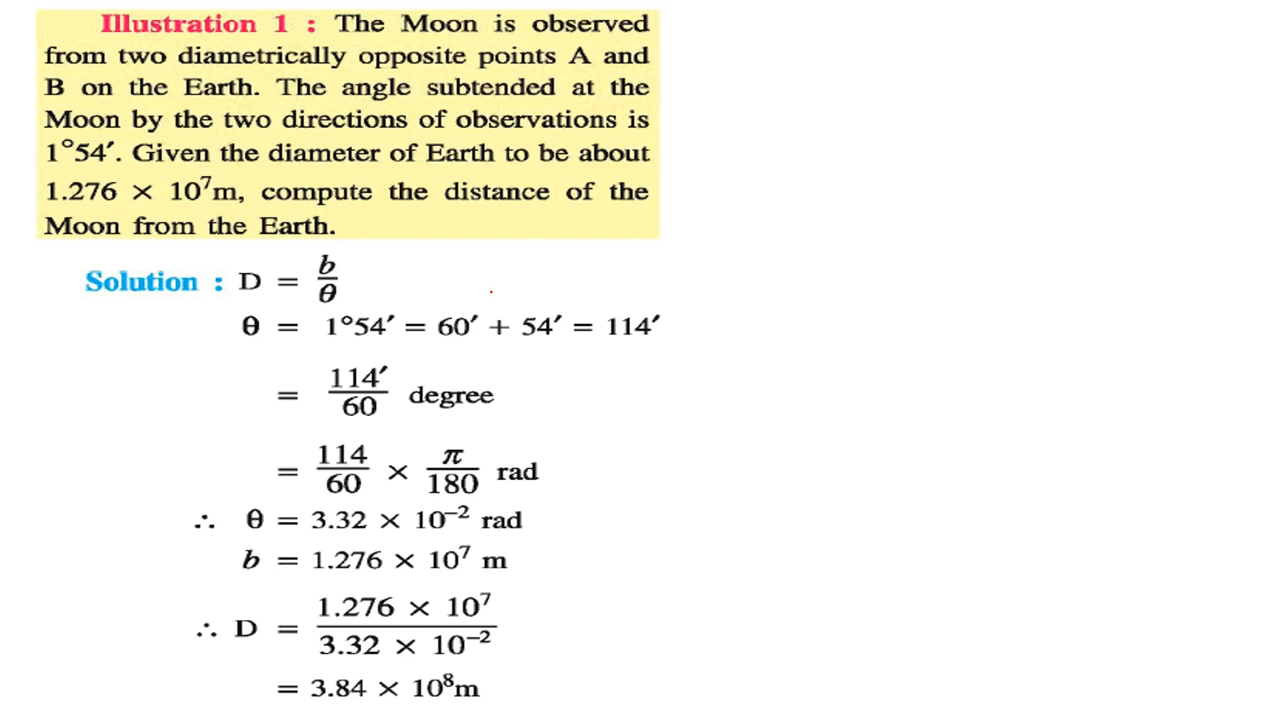 Illustration 1 : The Moon is observed
from two diametrically opposite points A and
B on the Earth. The angle subtended at the
Moon by the two directions of observations is
1°54′. Given the diameter of Earth to be about
1.276 × 10⁷m, compute the distance of the
Moon from the Earth.
Solution : D = b/θ
θ = 1°54′ = 60′ + 54′ = 114′
= 114′/60 degree
= 114/60 × π/180 rad
∴ θ = 3.32 × 10⁻² rad
b = 1.276 × 10⁷ m
∴ D = 1.276 × 10⁷/3.32 × 10⁻²
= 3.84 × 10⁸m